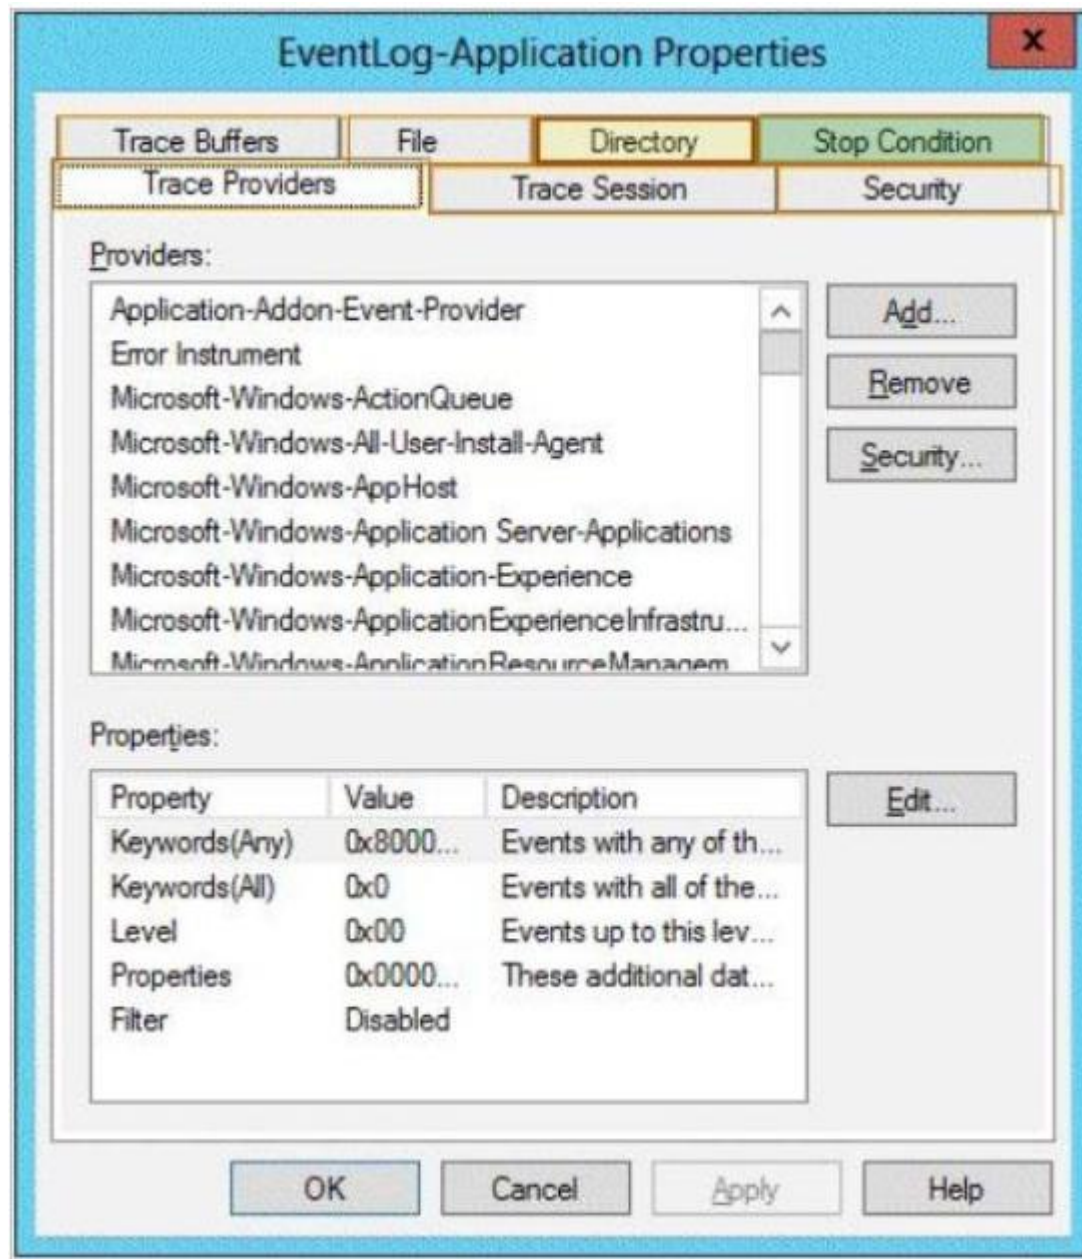 EventLog-Application Properties
x
Trace Buffers File Directory Stop Condition
Trace Providers Trace Session Security
Providers:
Application-Addon-Event-Provider
Add...
Error Instrument
Microsoft-Windows-ActionQueue
Remove
Microsoft-Windows-All-User-Install-Agent
Security...
Microsoft-Windows-AppHost
Microsoft-Windows-Application Server-Applications
Microsoft-Windows-Application-Experience
Microsoft-Windows-ApplicationExperienceInfrastru...
Microsoft-Windows-ApplicationResourceManagem
Properties:
Property Value Description
Edit...
Keywords(Any) 0x8000... Events with any of th...
Keywords(All) 0x0 Events with all of the...
Level 0x00 Events up to this lev...
Properties 0x0000... These additional dat...
Filter Disabled
OK Cancel Apply Help